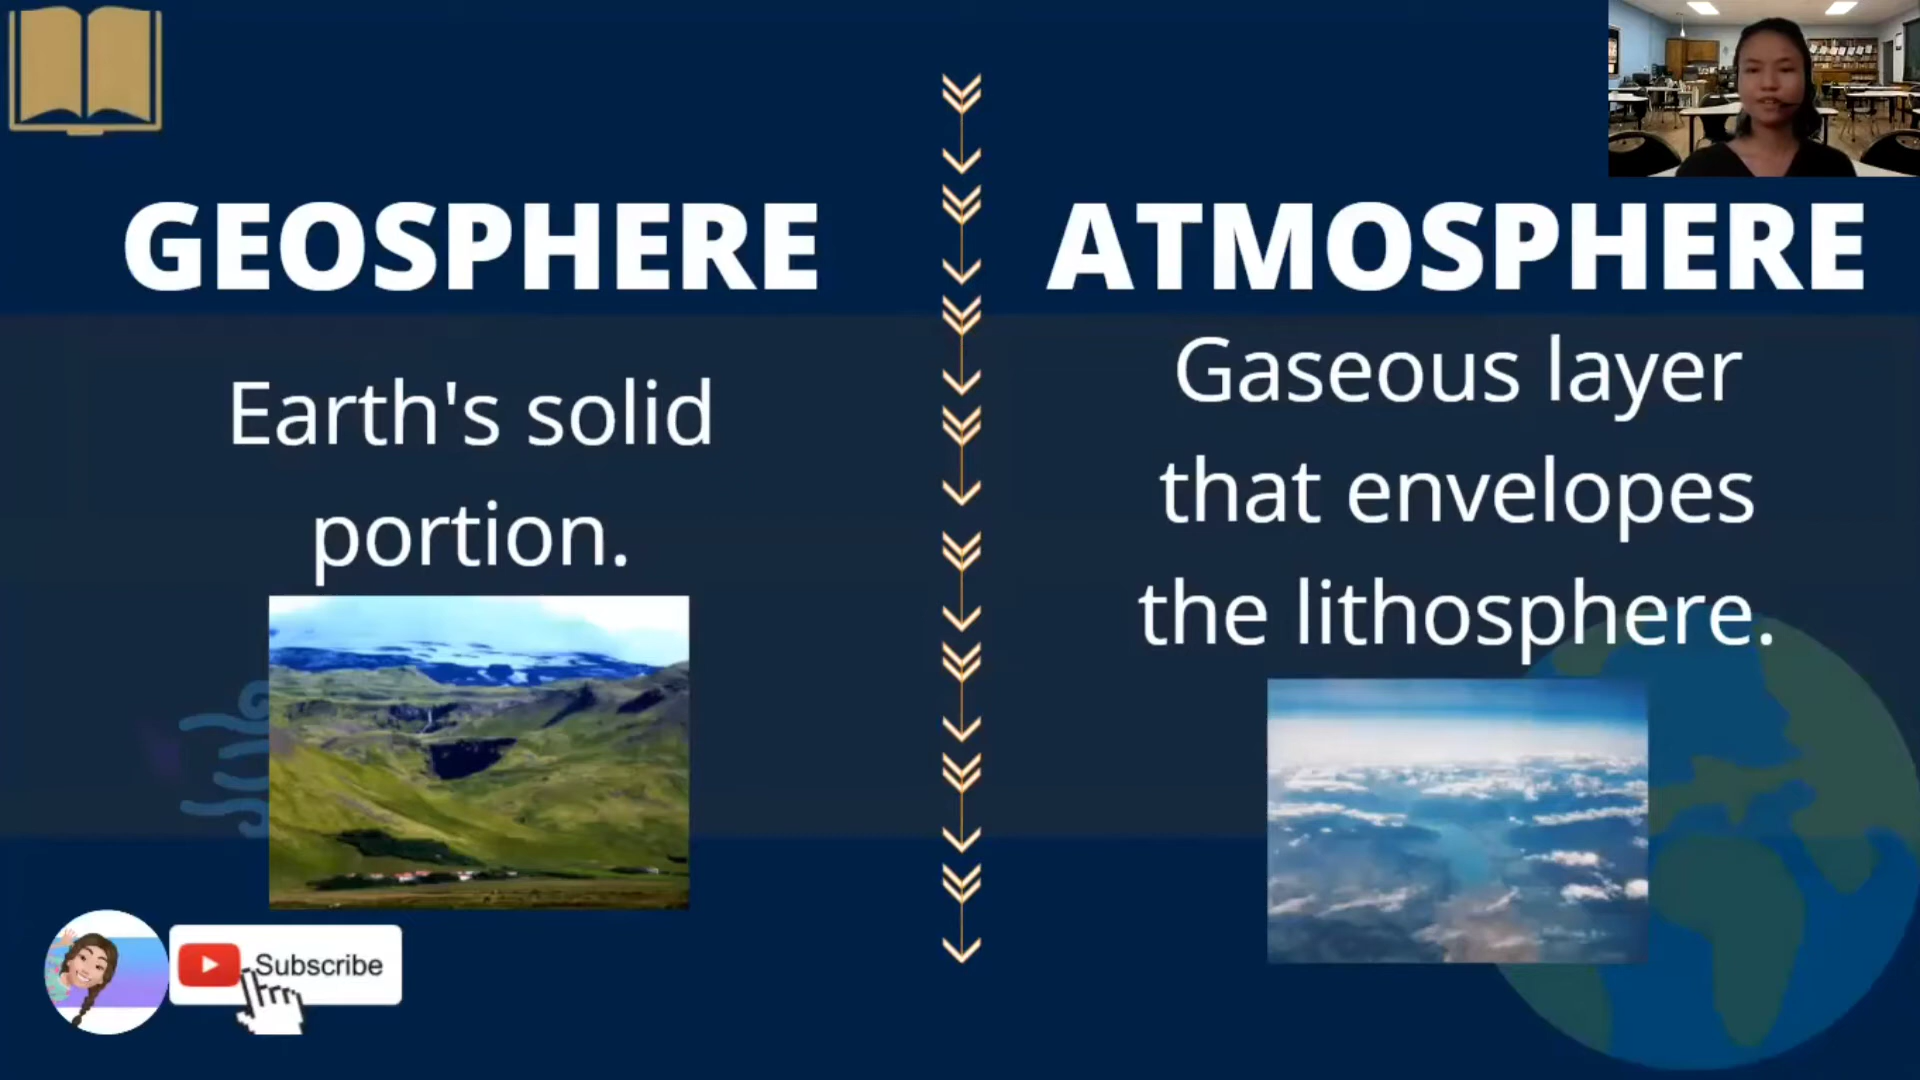 GEOSPHERE
Earth's solid
portion.
ATMOSPHERE
Gaseous layer
that envelopes
the lithosphere.
Subscribe